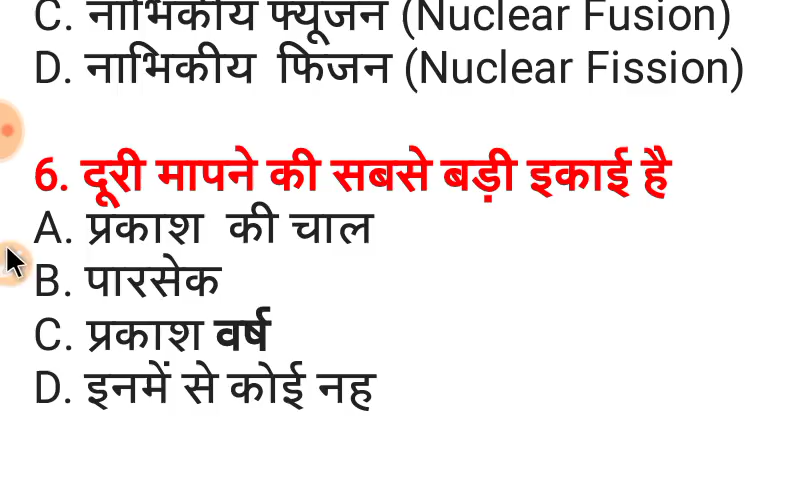 C. नाभिकीय फ्यूजन (Nuclear Fusion)
D. नाभिकीय फिजन (Nuclear Fission)
6. दूरी मापने की सबसे बड़ी इकाई है
A. प्रकाश की चाल
B. पारसेक
C. प्रकाश वर्ष
D. इनमें से कोई नह